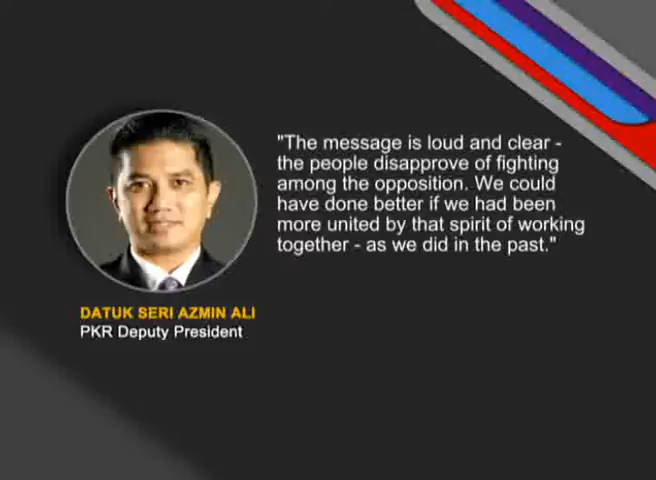 "The message is loud and clear -
the people disapprove of fighting
among the opposition. We could
have done better if we had been
more united by that spirit of working
together - as we did in the past."
DATUK SERI AZMIN ALI
PKR Deputy President